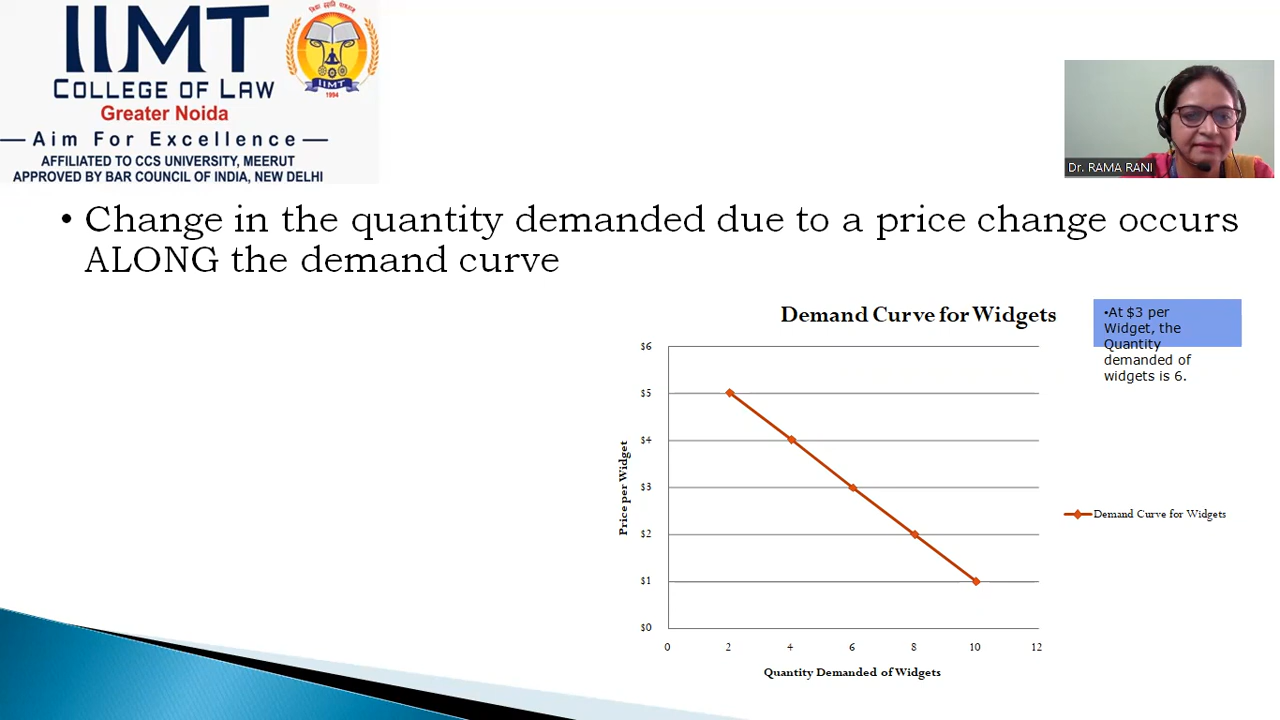 IIMT
COLLEGE OF LAW
Greater Noida
Aim For Excellence
AFFILIATED TO CCS UNIVERSITY, MEERUT
APPROVED BY BAR COUNCIL OF INDIA, NEW DELHI
IIMT
1994
Dr. RAMA RANI
• Change in the quantity demanded due to a price change occurs
ALONG the demand curve
Demand Curve for Widgets
•At $3 per
Widget, the
Quantity
demanded of
widgets is 6.
$6
$5
$4
$3
$2
$1
$0
Price per Widget
0 2 4 6 8 10 12
Quantity Demanded of Widgets
Demand Curve for Widgets